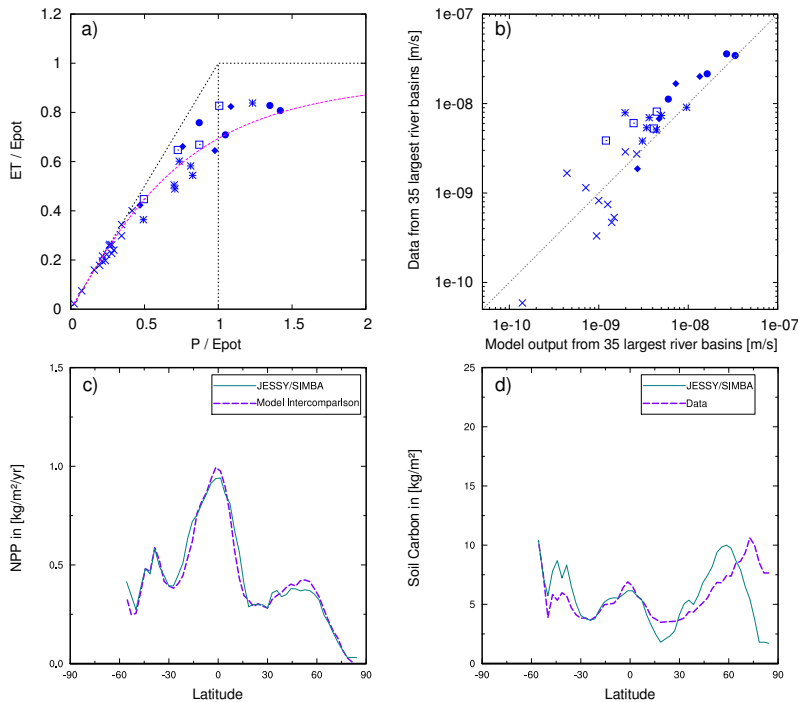 a)
ET / Epot
1.2
1
0.8
0.6
0.4
0.2
0
0 0.5 1 1.5 2
P / Epot
b)
Data from 35 largest river basins [m/s]
1e-07
1e-08
1e-09
1e-10
1e-10 1e-09 1e-08 1e-07
Model output from 35 largest river basins [m/s]
c)
JESSY/SIMBA
Model Intercomparison
NPP in [kg/m²/yr]
1.5
1.0
0.5
0.0
-90 -60 -30 0 30 60 90
Latitude
d)
JESSY/SIMBA
Data
Soil Carbon in [kg/m²]
25
20
15
10
5
0
-90 -60 -30 0 30 60 90
Latitude